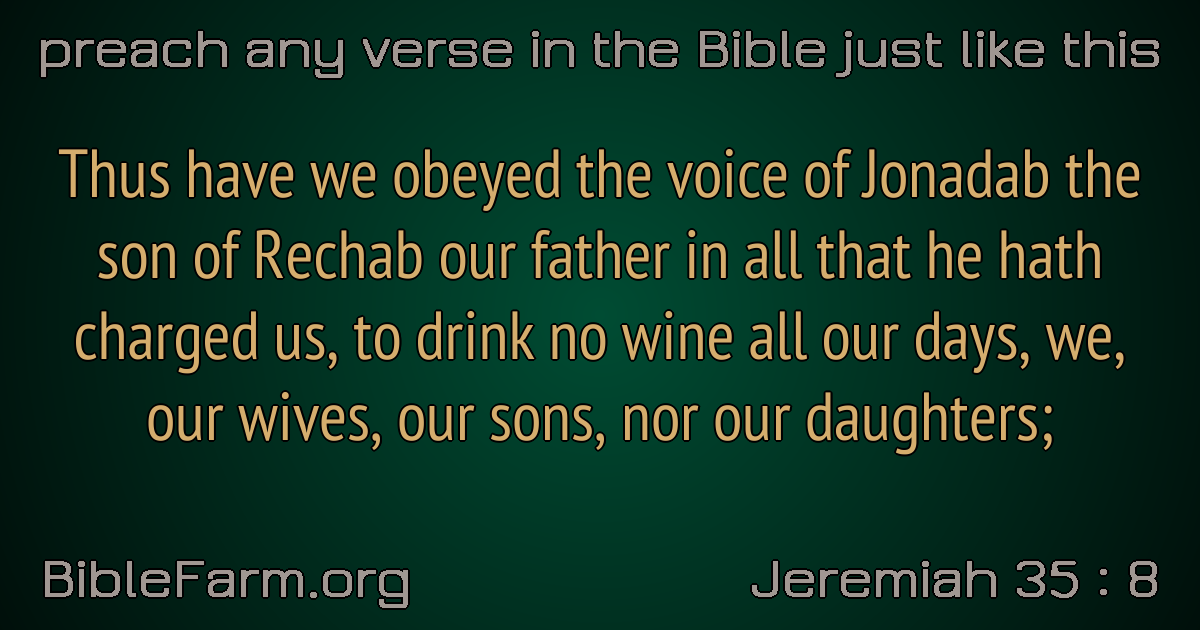 preach any verse in the Bible just like this
Thus have we obeyed the voice of Jonadab the
son of Rechab our father in all that he hath
charged us, to drink no wine all our days, we,
our wives, our sons, nor our daughters;
BibleFarm.org
Jeremiah 35 : 8